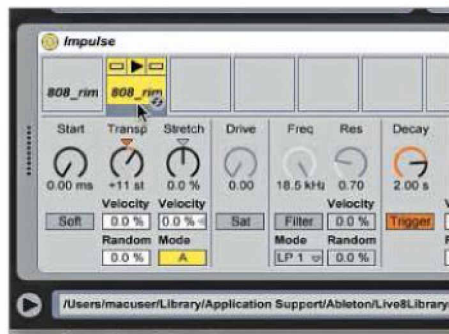 Impulse
808_rim 808_rim
Start Transp Stretch Drive Freq Res Decay
0.00 ms +11 st 0.0 % 0.00 18.5 kHz 0.70 2.00 s
Velocity Velocity Velocity
Soft 0.0 % 0.0 % Sat Filter 0.0 % Trigger
Random Mode Mode Random
0.0 % A LP 1 0.0 %
/Users/macuser/Library/Application Support/Ableton/Live8Library